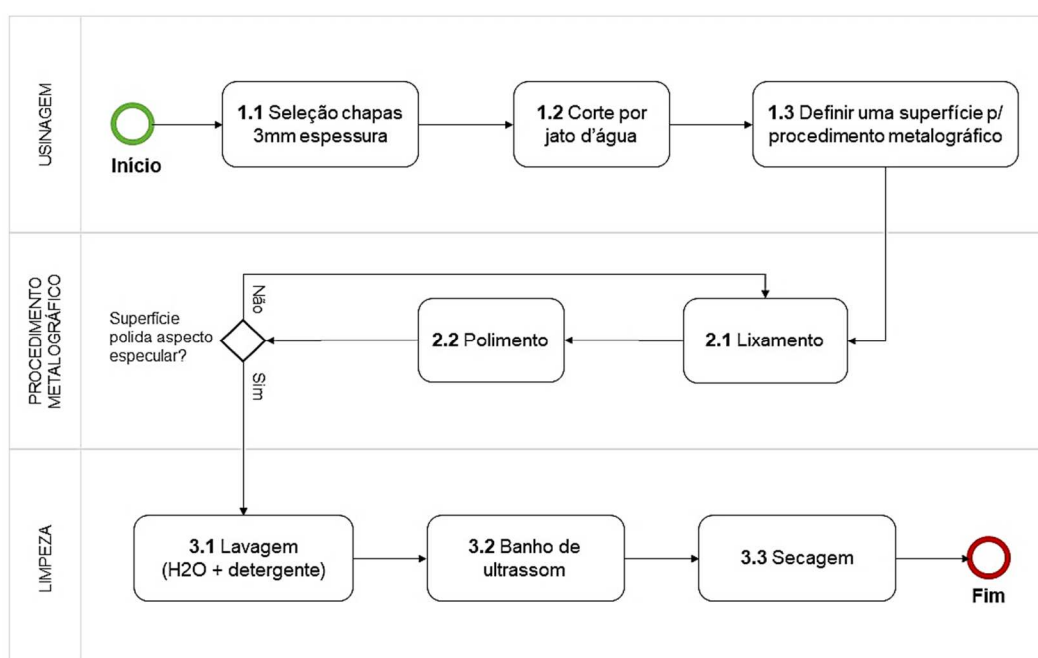 USINAGEM
Início
1.1 Seleção chapas
3mm espessura
1.2 Corte por
jato d'água
1.3 Definir uma superfície p/
procedimento metalográfico
PROCEDIMENTO
METALOGRÁFICO
Superfície
polida aspecto
especular?
Não
Sim
2.2 Polimento
2.1 Lixamento
LIMPEZA
3.1 Lavagem
(H2O + detergente)
3.2 Banho de
ultrassom
3.3 Secagem
Fim